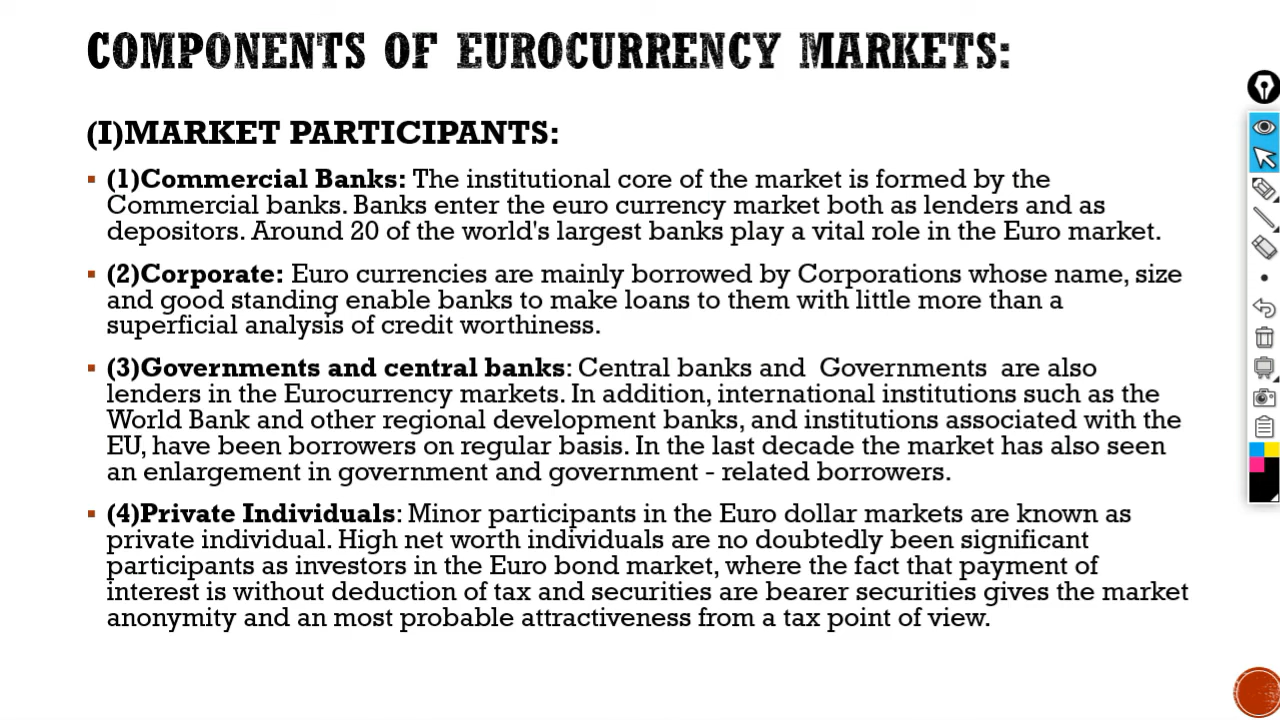 COMPONENTS OF EUROCURRENCY MARKETS:
(I)MARKET PARTICIPANTS:
▪ (1)Commercial Banks: The institutional core of the market is formed by the
Commercial banks. Banks enter the euro currency market both as lenders and as
depositors. Around 20 of the world's largest banks play a vital role in the Euro market.
▪ (2)Corporate: Euro currencies are mainly borrowed by Corporations whose name, size
and good standing enable banks to make loans to them with little more than a
superficial analysis of credit worthiness.
▪ (3)Governments and central banks: Central banks and Governments are also
lenders in the Eurocurrency markets. In addition, international institutions such as the
World Bank and other regional development banks, and institutions associated with the
EU, have been borrowers on regular basis. In the last decade the market has also seen
an enlargement in government and government - related borrowers.
▪ (4)Private Individuals: Minor participants in the Euro dollar markets are known as
private individual. High net worth individuals are no doubtedly been significant
participants as investors in the Euro bond market, where the fact that payment of
interest is without deduction of tax and securities are bearer securities gives the market
anonymity and an most probable attractiveness from a tax point of view.